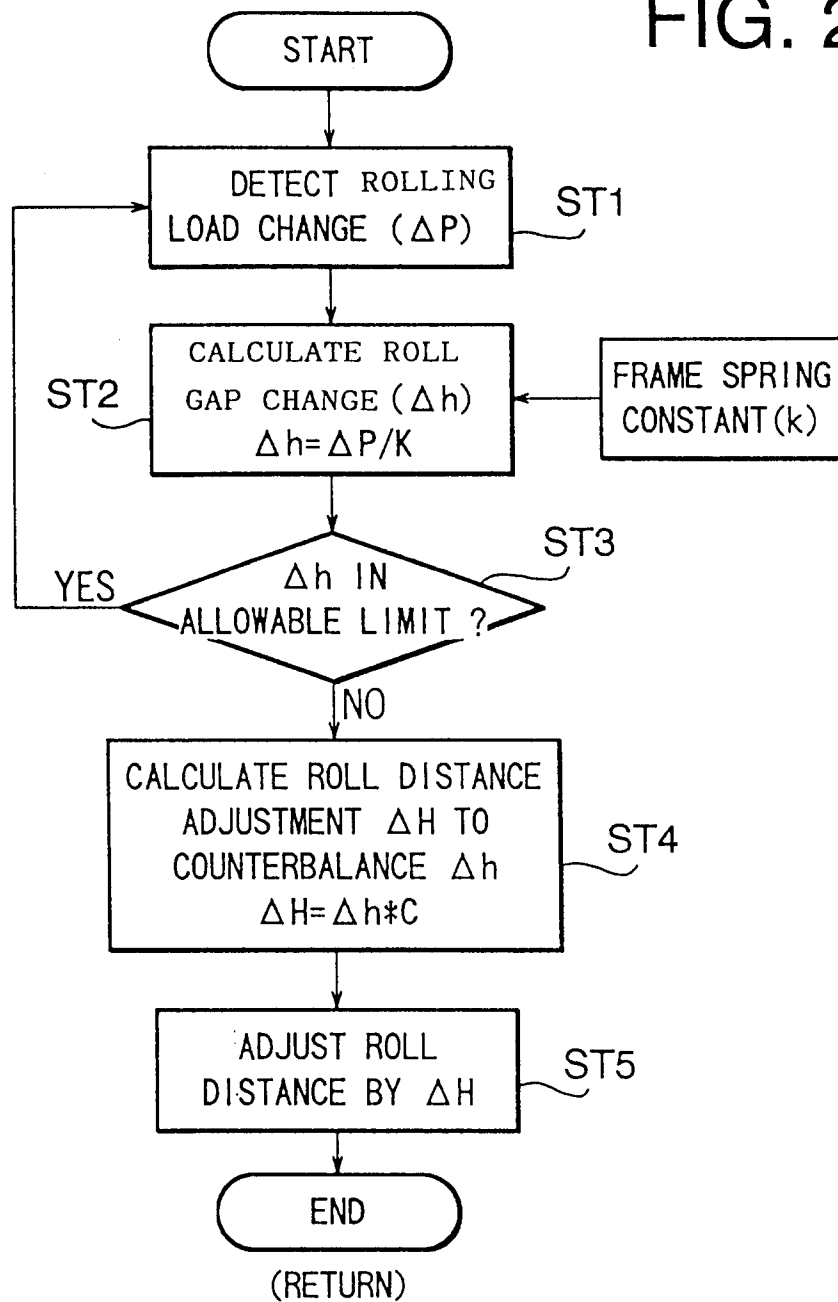 FIG. 2
START
DETECT ROLLING
LOAD CHANGE (ΔP)
ST1
CALCULATE ROLL
GAP CHANGE (Δh)
Δh=ΔP/K
ST2
FRAME SPRING
CONSTANT(k)
Δh IN
ALLOWABLE LIMIT ?
ST3
YES
NO
CALCULATE ROLL DISTANCE
ADJUSTMENT ΔH TO
COUNTERBALANCE Δh
ΔH=Δh*C
ST4
ADJUST ROLL
DISTANCE BY ΔH
ST5
END
(RETURN)